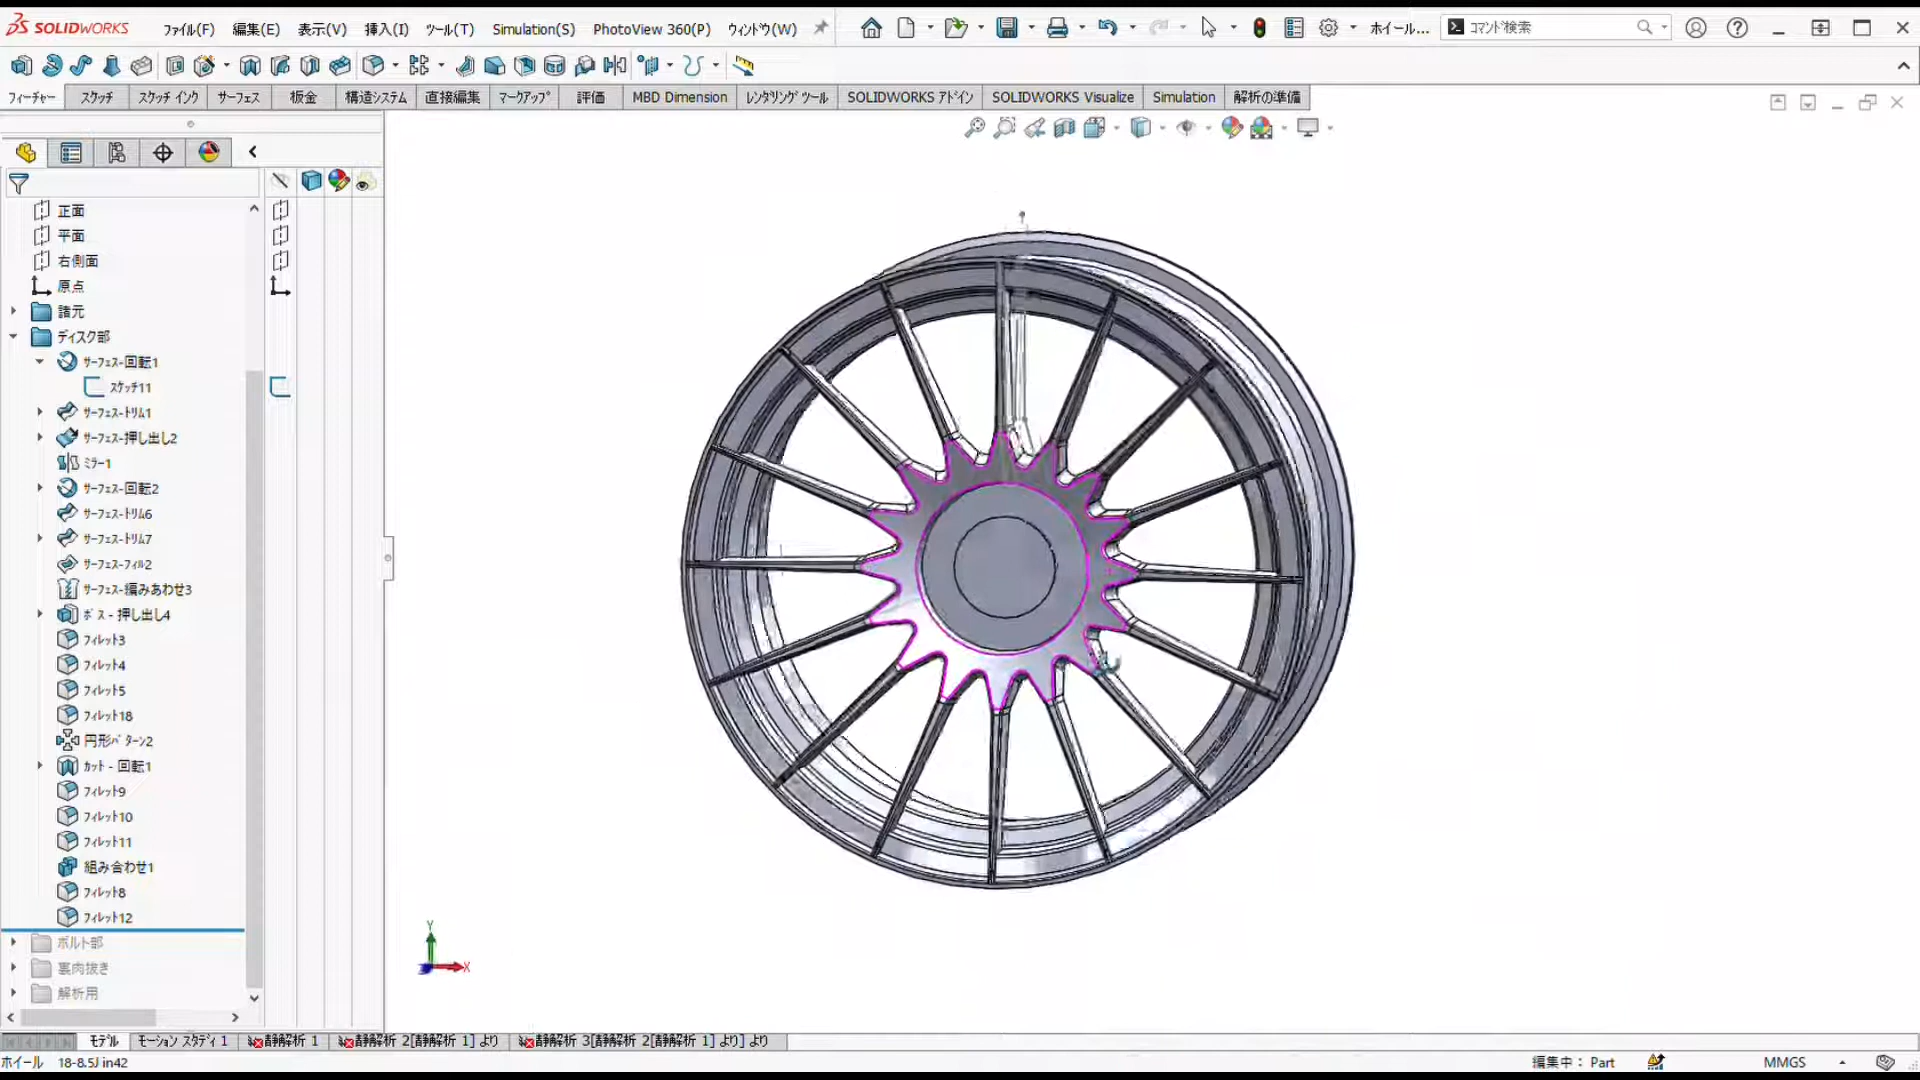 SOLIDWORKS ファイル(F) 編集(E) 表示(V) 挿入(I) ツール(T) Simulation(S) PhotoView 360(P) ウィンドウ(W) ホイール... コマンド検索
フィーチャー スケッチ スケッチ インク サーフェス 板金 構造システム 直接編集 マークアップ 評価 MBD Dimension レンダリング ツール SOLIDWORKS アドイン SOLIDWORKS Visualize Simulation 解析の準備
正面
平面
右側面
原点
諸元
ディスク部
サーフェス-回転1
スケッチ11
サーフェス-トリム1
サーフェス-押し出し2
ミラー1
サーフェス-回転2
サーフェス-トリム6
サーフェス-トリム7
サーフェス-フィル2
サーフェス-編みあわせ3
ボス - 押し出し4
フィレット3
フィレット4
フィレット5
フィレット18
円形パターン2
カット - 回転1
フィレット9
フィレット10
フィレット11
組み合わせ1
フィレット8
フィレット12
ボルト部
裏肉抜き
解析用
Y
X
モデル モーション スタディ 1 静解析 1 静解析 2[静解析 1] より 静解析 3[静解析 2[静解析 1] より] より
ホイール 18-8.5J in42 編集中: Part MMGS